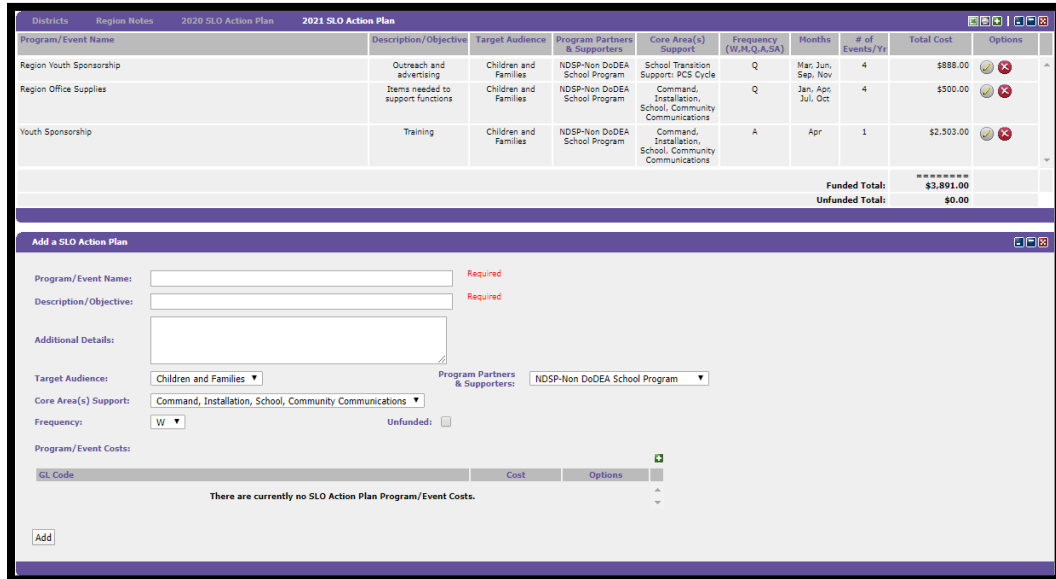 Districts Region Notes 2020 SLO Action Plan 2021 SLO Action Plan
Program/Event Name Description/Objective Target Audience Program Partners & Supporters Core Area(s) Support Frequency (W,M,Q,A,SA) Months # of Events/Yr Total Cost Options
Region Youth Sponsorship Outreach and advertising Children and Families NDSP-Non DoDEA School Program School Transition Support: PCS Cycle Q Mar, Jun, Sep, Nov 4 $888.00
Region Office Supplies Items needed to support functions Children and Families NDSP-Non DoDEA School Program Command, Installation, School, Community Communications Q Jan, Apr, Jul, Oct 4 $500.00
Youth Sponsorship Training Children and Families NDSP-Non DoDEA School Program Command, Installation, School, Community Communications A Apr 1 $2,503.00
========
Funded Total: $3,891.00
Unfunded Total: $0.00
Add a SLO Action Plan
Program/Event Name: Required
Description/Objective: Required
Additional Details:
Target Audience: Children and Families Program Partners & Supporters: NDSP-Non DoDEA School Program
Core Area(s) Support: Command, Installation, School, Community Communications
Frequency: W Unfunded:
Program/Event Costs:
GL Code Cost Options
There are currently no SLO Action Plan Program/Event Costs.
Add